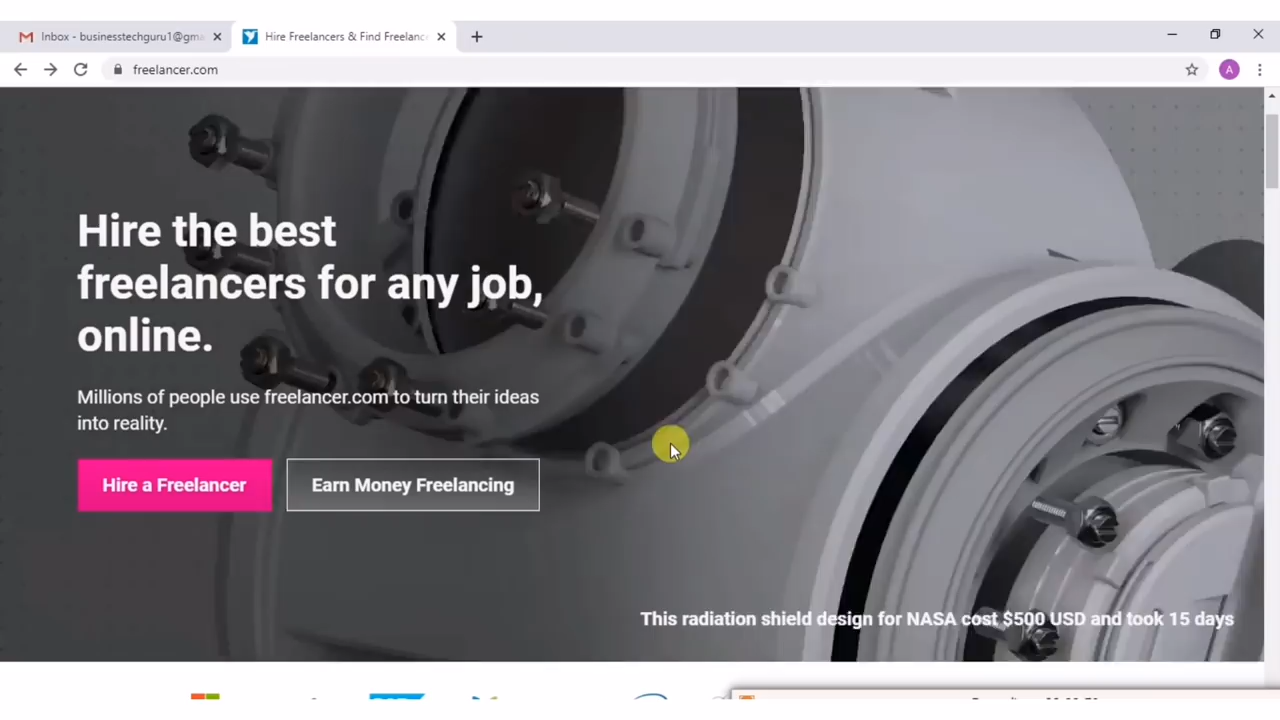 Inbox - businesstechguru1@gma
Hire Freelancers & Find Freelanc
freelancer.com
A
Hire the best
freelancers for any job,
online.
Millions of people use freelancer.com to turn their ideas
into reality.
Hire a Freelancer
Earn Money Freelancing
This radiation shield design for NASA cost $500 USD and took 15 days